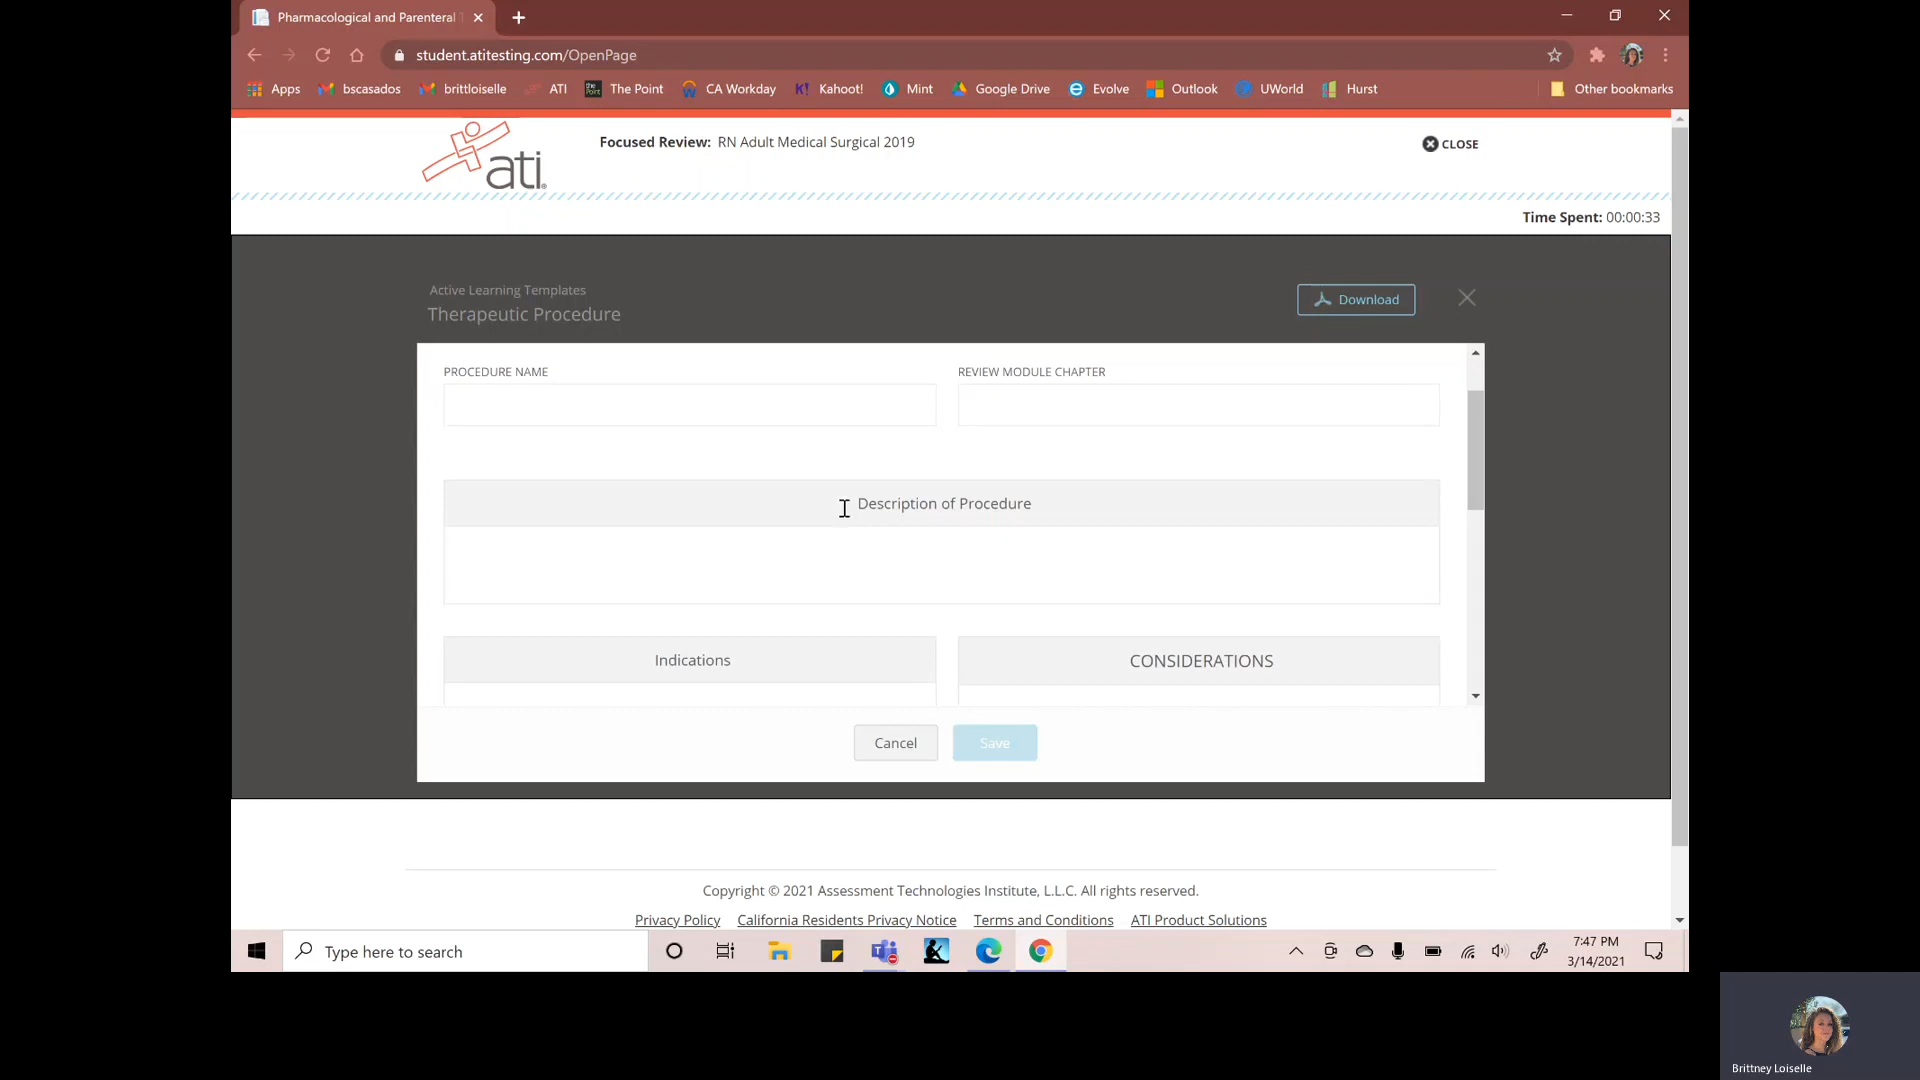 Pharmacological and Parenteral
student.atitesting.com/OpenPage
Apps bscasados brittloiselle ATI the Point The Point CA Workday K! Kahoot! Mint Google Drive Evolve Outlook UWorld Hurst Other bookmarks
ati
Focused Review: RN Adult Medical Surgical 2019
CLOSE
Time Spent: 00:00:33
Active Learning Templates
Therapeutic Procedure
Download
PROCEDURE NAME
REVIEW MODULE CHAPTER
Description of Procedure
Indications
CONSIDERATIONS
Cancel
Save
Copyright © 2021 Assessment Technologies Institute, L.L.C. All rights reserved.
Privacy Policy California Residents Privacy Notice Terms and Conditions ATI Product Solutions
Type here to search
7:47 PM
3/14/2021
Brittney Loiselle